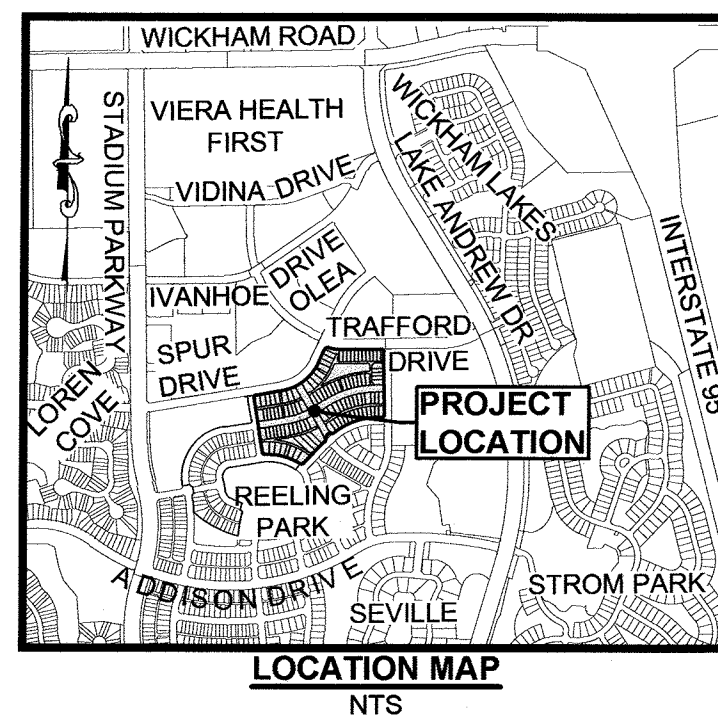 WICKHAM ROAD
STADIUM PARKWAY
VIERA HEALTH
FIRST
WICKHAM LAKES
LAKE ANDREW DR
VIDINA DRIVE
INTERSTATE 95
DRIVE
OLEA
IVANHOE
TRAFFORD
DRIVE
SPUR
DRIVE
LOREN
COVE
PROJECT
LOCATION
REELING
PARK
ADDISON DRIVE
SEVILLE
STROM PARK
LOCATION MAP
NTS